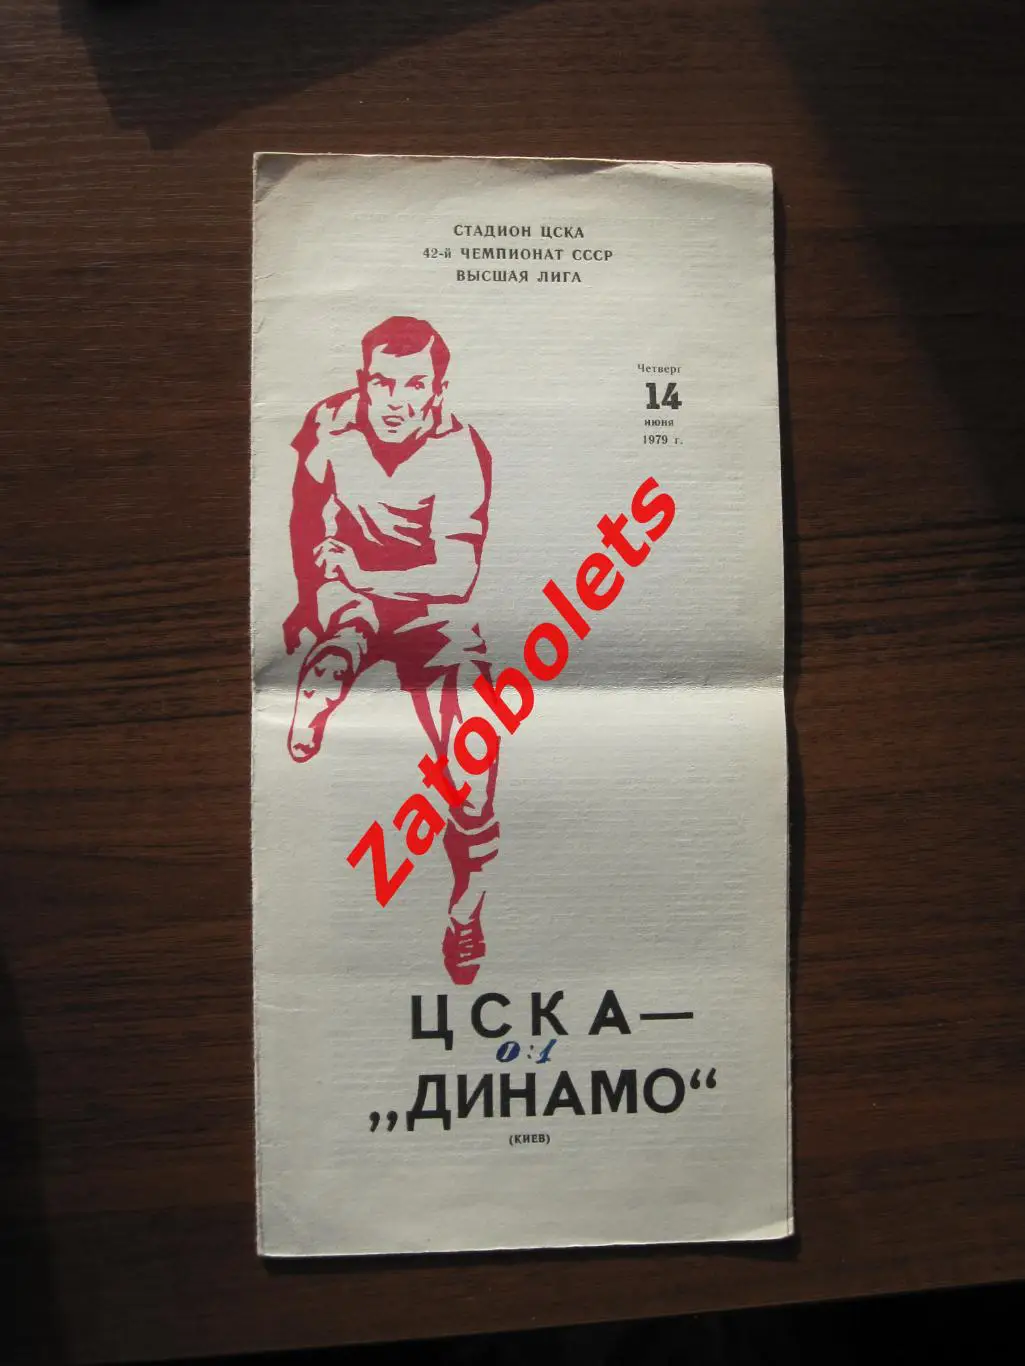 СТАДИОН ЦСКА
42-й ЧЕМПИОНАТ СССР
ВЫСШАЯ ЛИГА
Четверг
14
июня
1979 г.
Zatobolets
ЦСКА—
0:1
„ДИНАМО“
(КИЕВ)